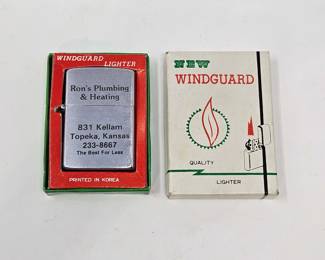 WINDGUARD
LIGHTER
Ron's Plumbing
& Heating
831 Kellam
Topeka, Kansas
233-8667
The Best For Less
PRINTED IN KOREA
NEW
WINDGUARD
QUALITY
LIGHTER